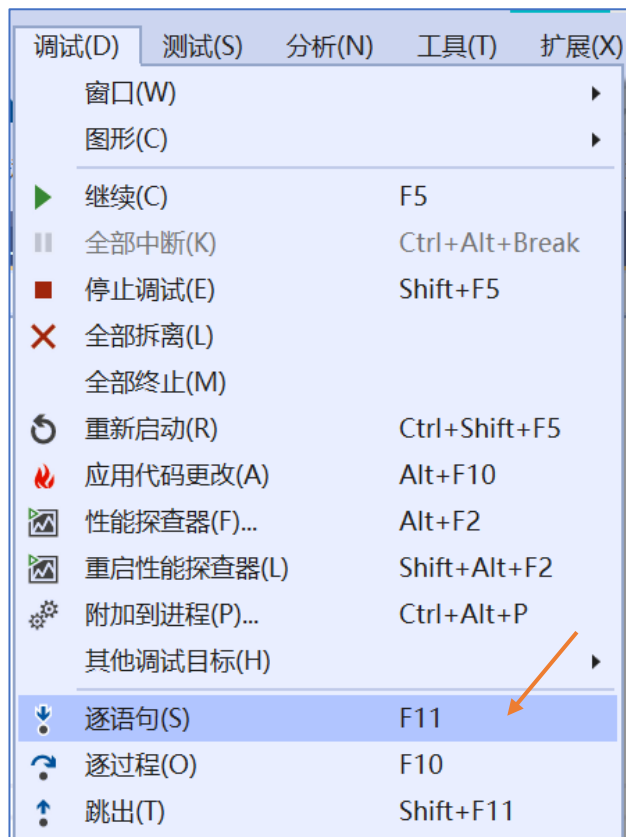 调试(D) 测试(S) 分析(N) 工具(T) 扩展(X)
窗口(W)
图形(C)
继续(C) F5
全部中断(K) Ctrl+Alt+Break
停止调试(E) Shift+F5
全部拆离(L)
全部终止(M)
重新启动(R) Ctrl+Shift+F5
应用代码更改(A) Alt+F10
性能探查器(F)... Alt+F2
重启性能探查器(L) Shift+Alt+F2
附加到进程(P)... Ctrl+Alt+P
其他调试目标(H)
逐语句(S) F11
逐过程(O) F10
跳出(T) Shift+F11